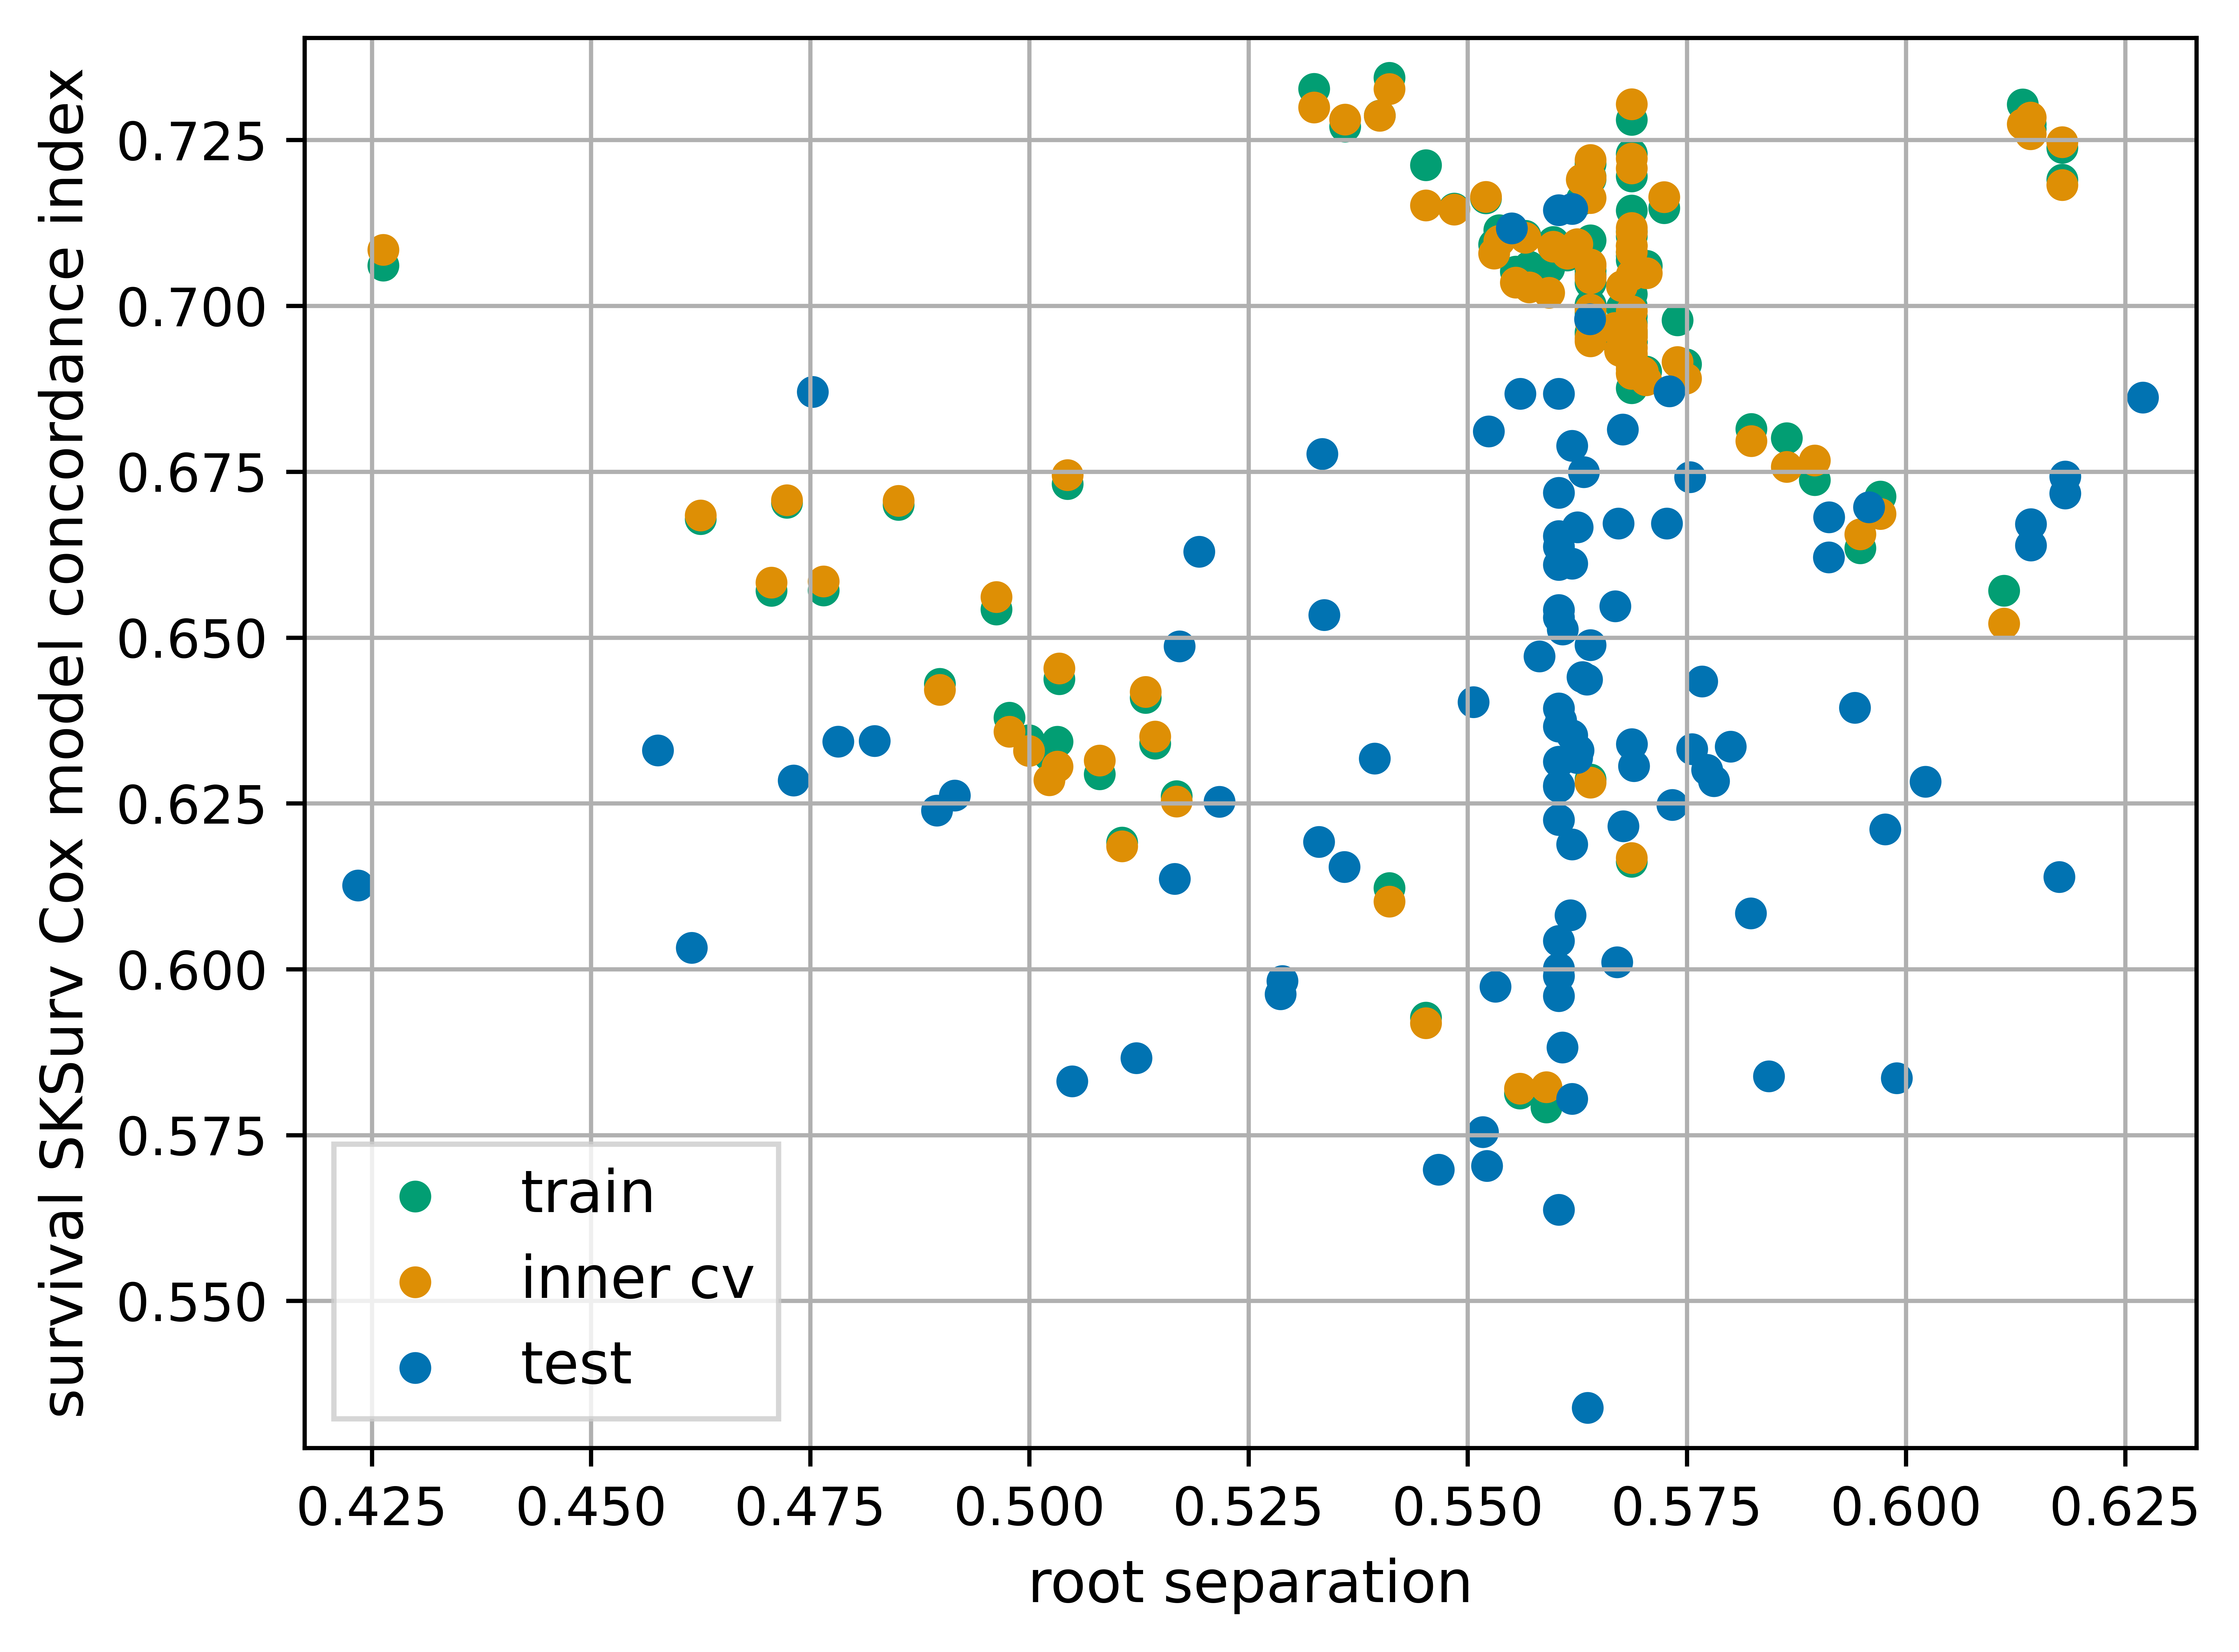 survival SKSurv Cox model concordance index
0.725
0.700
0.675
0.650
0.625
0.600
0.575
0.550
train
inner cv
test
0.425 0.450 0.475 0.500 0.525 0.550 0.575 0.600 0.625
root separation